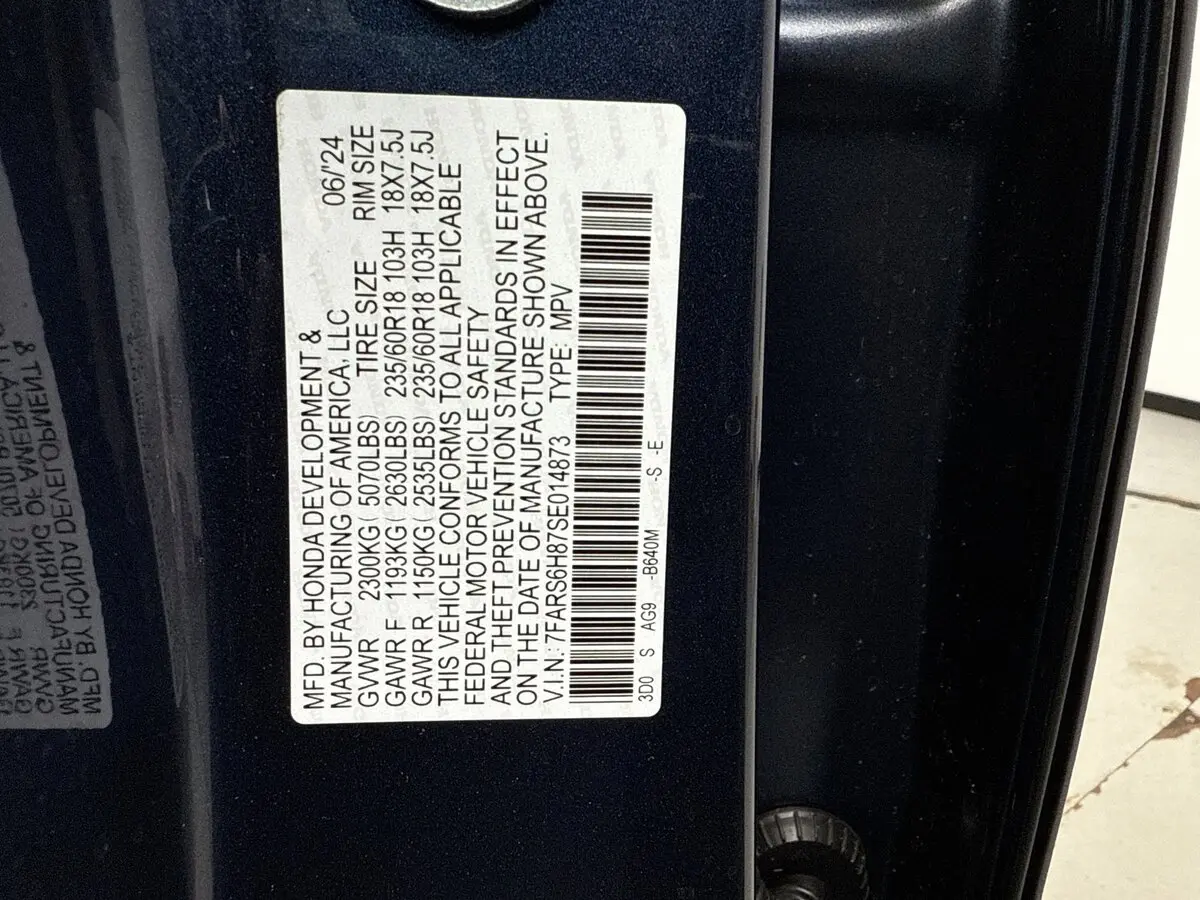 MFD. BY HONDA DEVELOPMENT &
MANUFACTURING OF AMERICA, LLC 06/'24
GVWR 2300KG( 5070LBS) TIRE SIZE RIM SIZE
GAWR F 1193KG( 2630LBS) 235/60R18 103H 18X7.5J
GAWR R 1150KG( 2535LBS) 235/60R18 103H 18X7.5J
THIS VEHICLE CONFORMS TO ALL APPLICABLE
FEDERAL MOTOR VEHICLE SAFETY
AND THEFT PREVENTION STANDARDS IN EFFECT
ON THE DATE OF MANUFACTURE SHOWN ABOVE.
V.I.N.: 7FARS6H87SE014873 TYPE: MPV
3D0 S AG9 -B640M -S -E